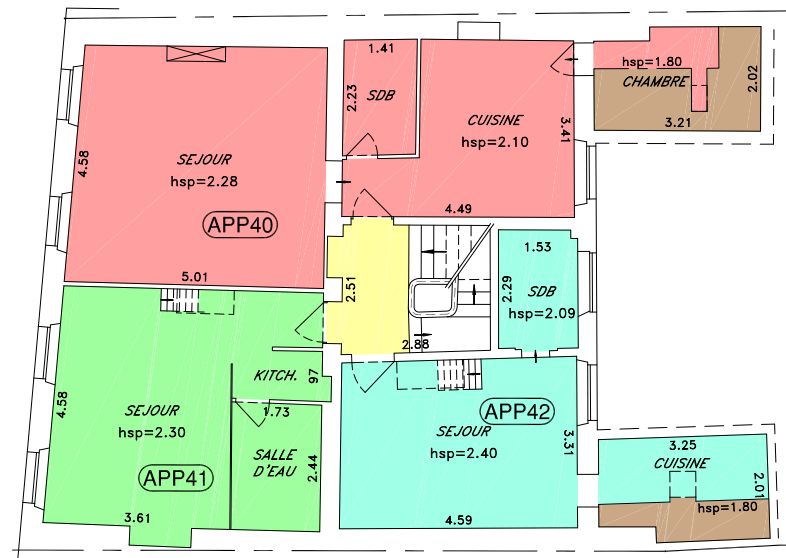 1.41
2.23
SDB
CUISINE
hsp=2.10
3.41
4.49
hsp=1.80
CHAMBRE
2.02
3.21
4.58
SEJOUR
hsp=2.28
APP40
5.01
2.51
2.88
1.53
2.29
SDB
hsp=2.09
4.58
KITCH.
97
1.73
SEJOUR
hsp=2.30
SALLE
D'EAU
2.44
APP41
3.61
APP42
SEJOUR
hsp=2.40
3.31
4.59
3.25
CUISINE
2.01
hsp=1.80